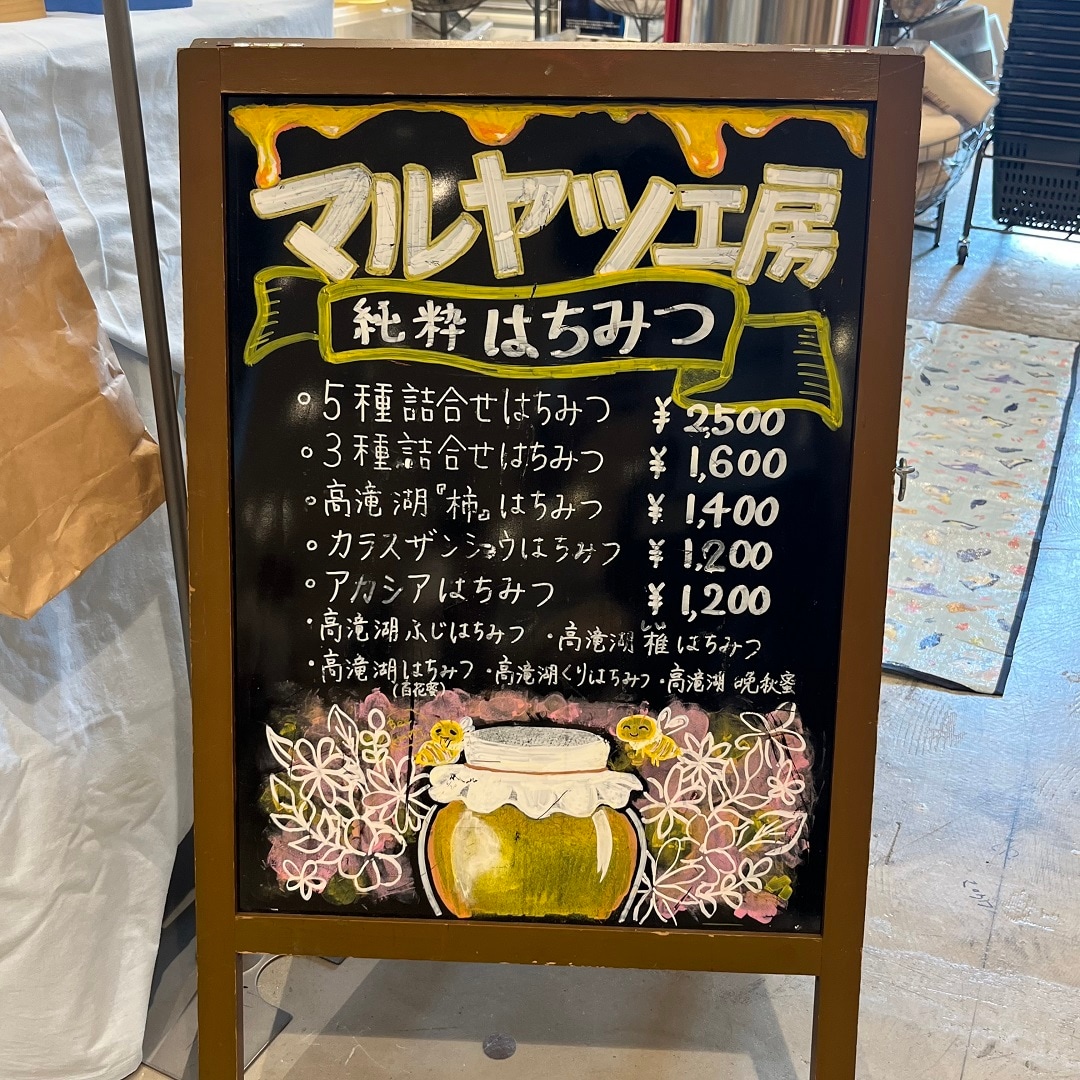 マルヤツ工房
純粋はちみつ
○5種詰合せはちみつ ¥2,500
○3種詰合せはちみつ ¥1,600
○高滝湖『柿』はちみつ ¥1,400
○カラスザンショウはちみつ ¥1,200
○アカシアはちみつ ¥1,200
・高滝湖ふじはちみつ ・高滝湖椎はちみつ
・高滝湖はちみつ ・高滝湖くりはちみつ ・高滝湖晩秋蜜
(百花蜜)